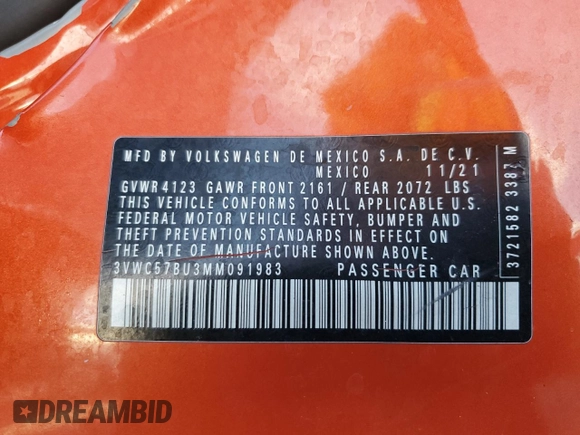 MFD BY VOLKSWAGEN DE MEXICO S.A. DE C.V.
MEXICO 11/21
GVWR 4123 GAWR FRONT 2161 / REAR 2072 LBS
THIS VEHICLE CONFORMS TO ALL APPLICABLE U.S.
FEDERAL MOTOR VEHICLE SAFETY, BUMPER AND
THEFT PREVENTION STANDARDS IN EFFECT ON
THE DATE OF MANUFACTURE SHOWN ABOVE.
3VWC57BU3MM091983 PASSENGER CAR
3721582 3387 M
DREAMBID